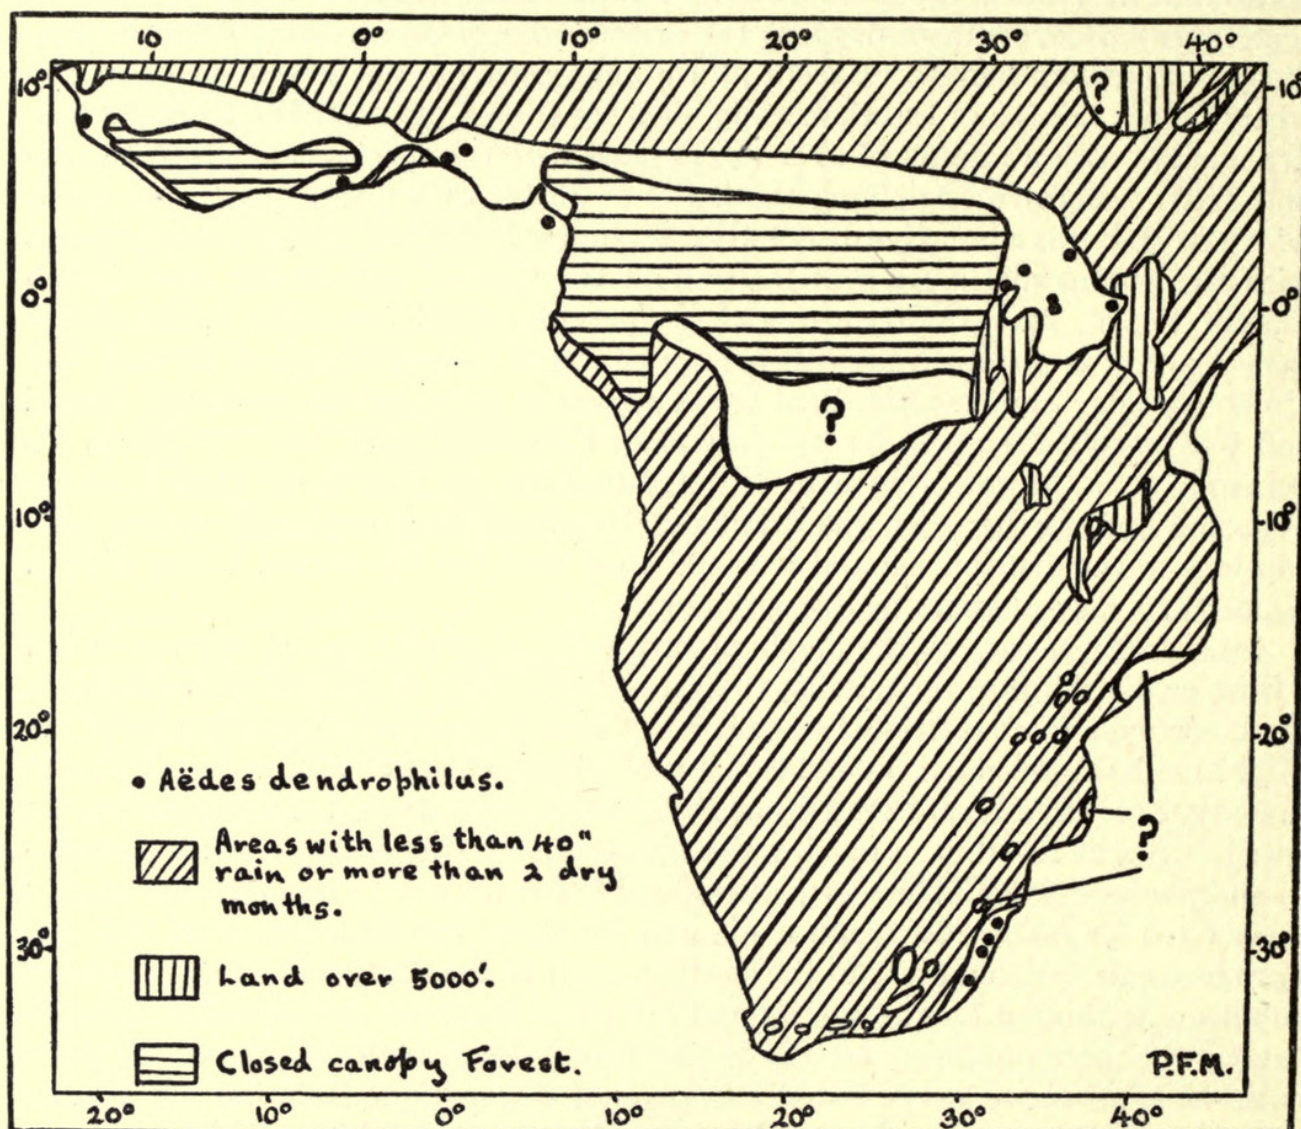 10 0° 10° 20° 30° 40°
10° ? 10°
0° 0°
?
10° 10°
20° 20°
• Aëdes dendrophilus.
Areas with less than 40"
rain or more than 2 dry
months.
?
30° 30°
Land over 5000'.
Closed canopy Forest.
P.F.M.
20° 10° 0° 10° 20° 30° 40°